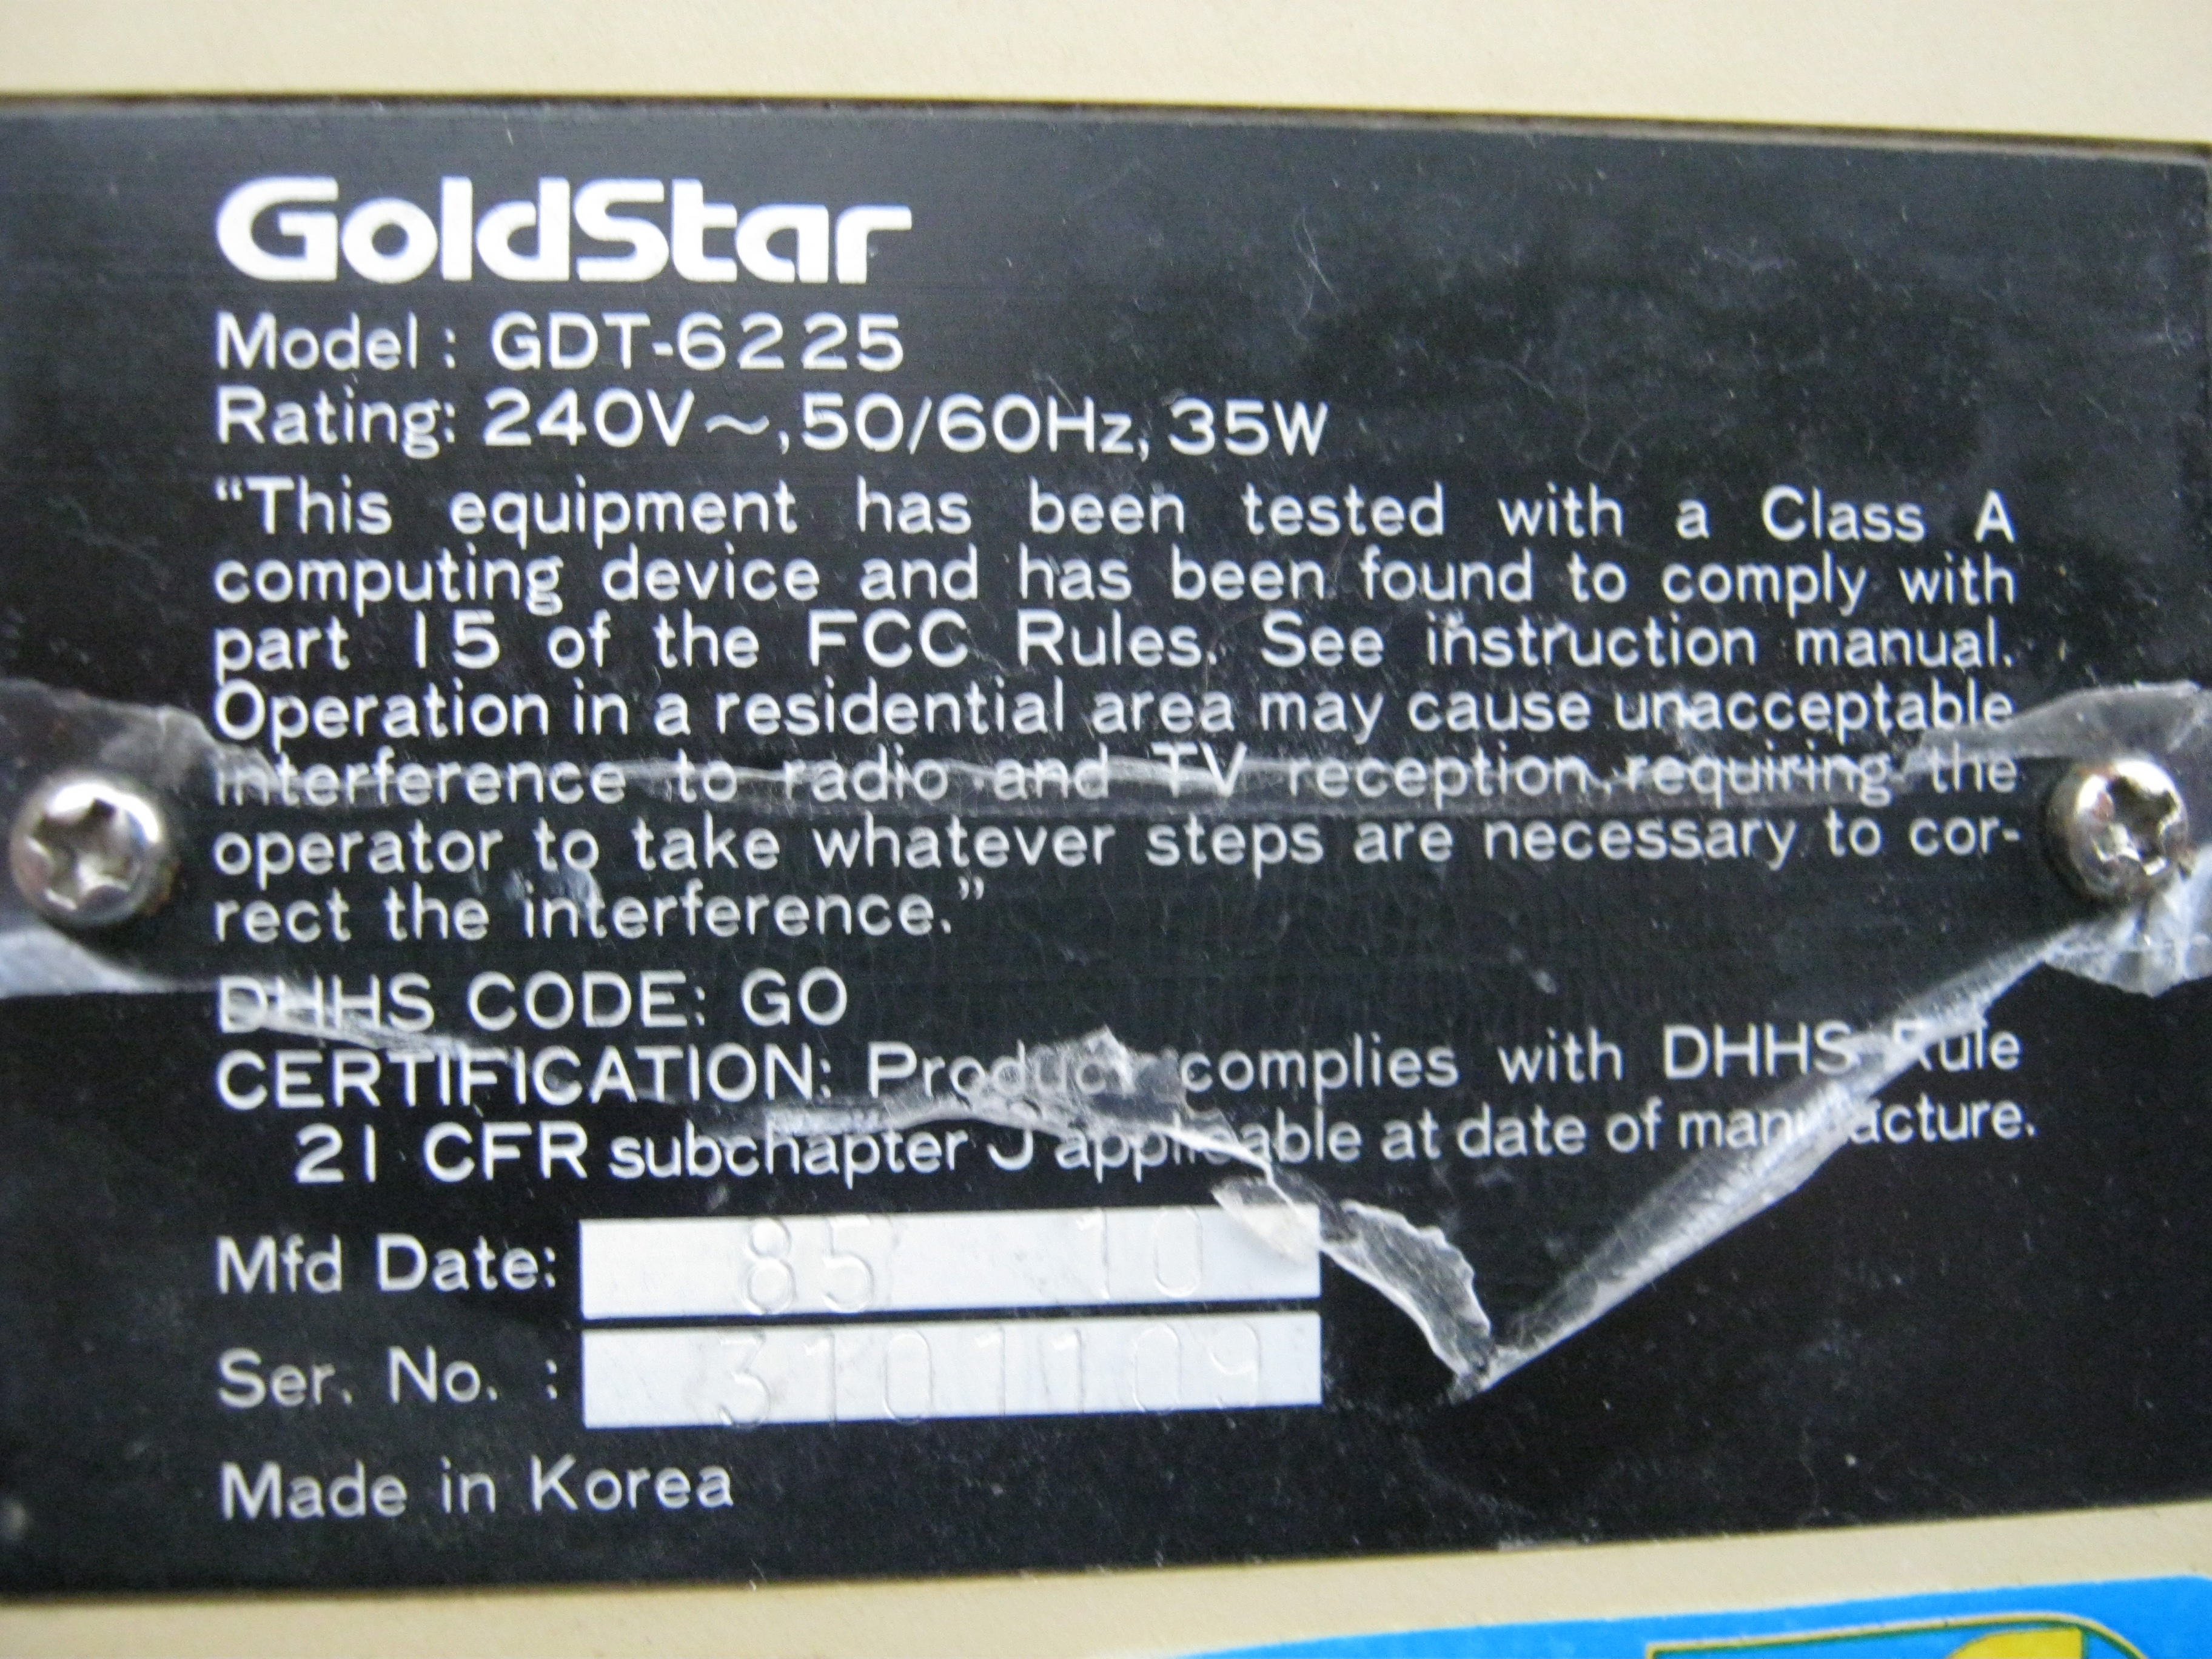 GoldStar
Model : GDT-6225
Rating: 240V~, 50/60Hz, 35W
“This equipment has been tested with a Class A
computing device and has been found to comply with
part 15 of the FCC Rules. See instruction manual.
Operation in a residential area may cause unacceptable
interference to radio and TV reception, requiring the
operator to take whatever steps are necessary to cor-
rect the interference.”
DHHS CODE: GO
CERTIFICATION: Product complies with DHHS Rule
21 CFR subchapter J applicable at date of manufacture.
Mfd Date: 85 10
Ser. No. : 3101109
Made in Korea